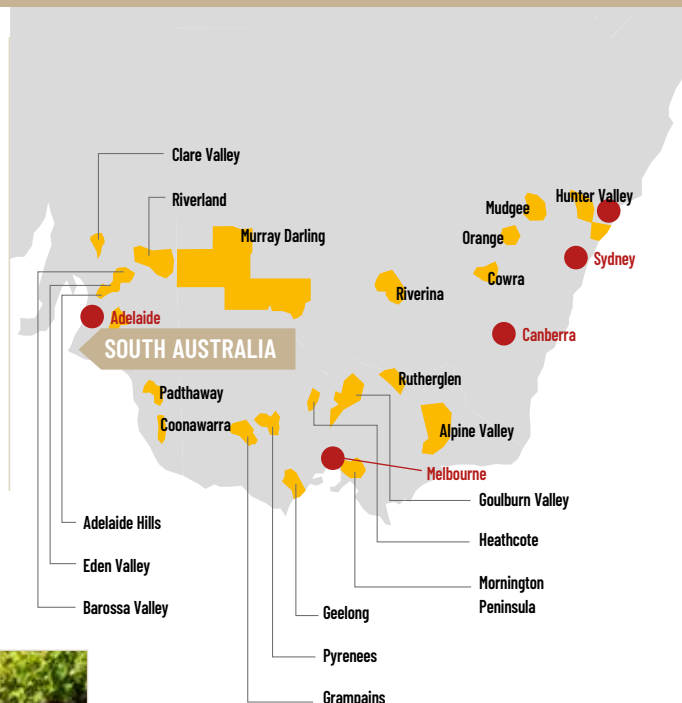 Clare Valley
Riverland
Hunter Valley
Mudgee
Murray Darling
Orange
Sydney
Cowra
Riverina
Adelaide
Canberra
SOUTH AUSTRALIA
Rutherglen
Padthaway
Coonawarra
Alpine Valley
Melbourne
Goulburn Valley
Adelaide Hills
Heathcote
Eden Valley
Mornington
Peninsula
Barossa Valley
Geelong
Pyrenees
Grampains